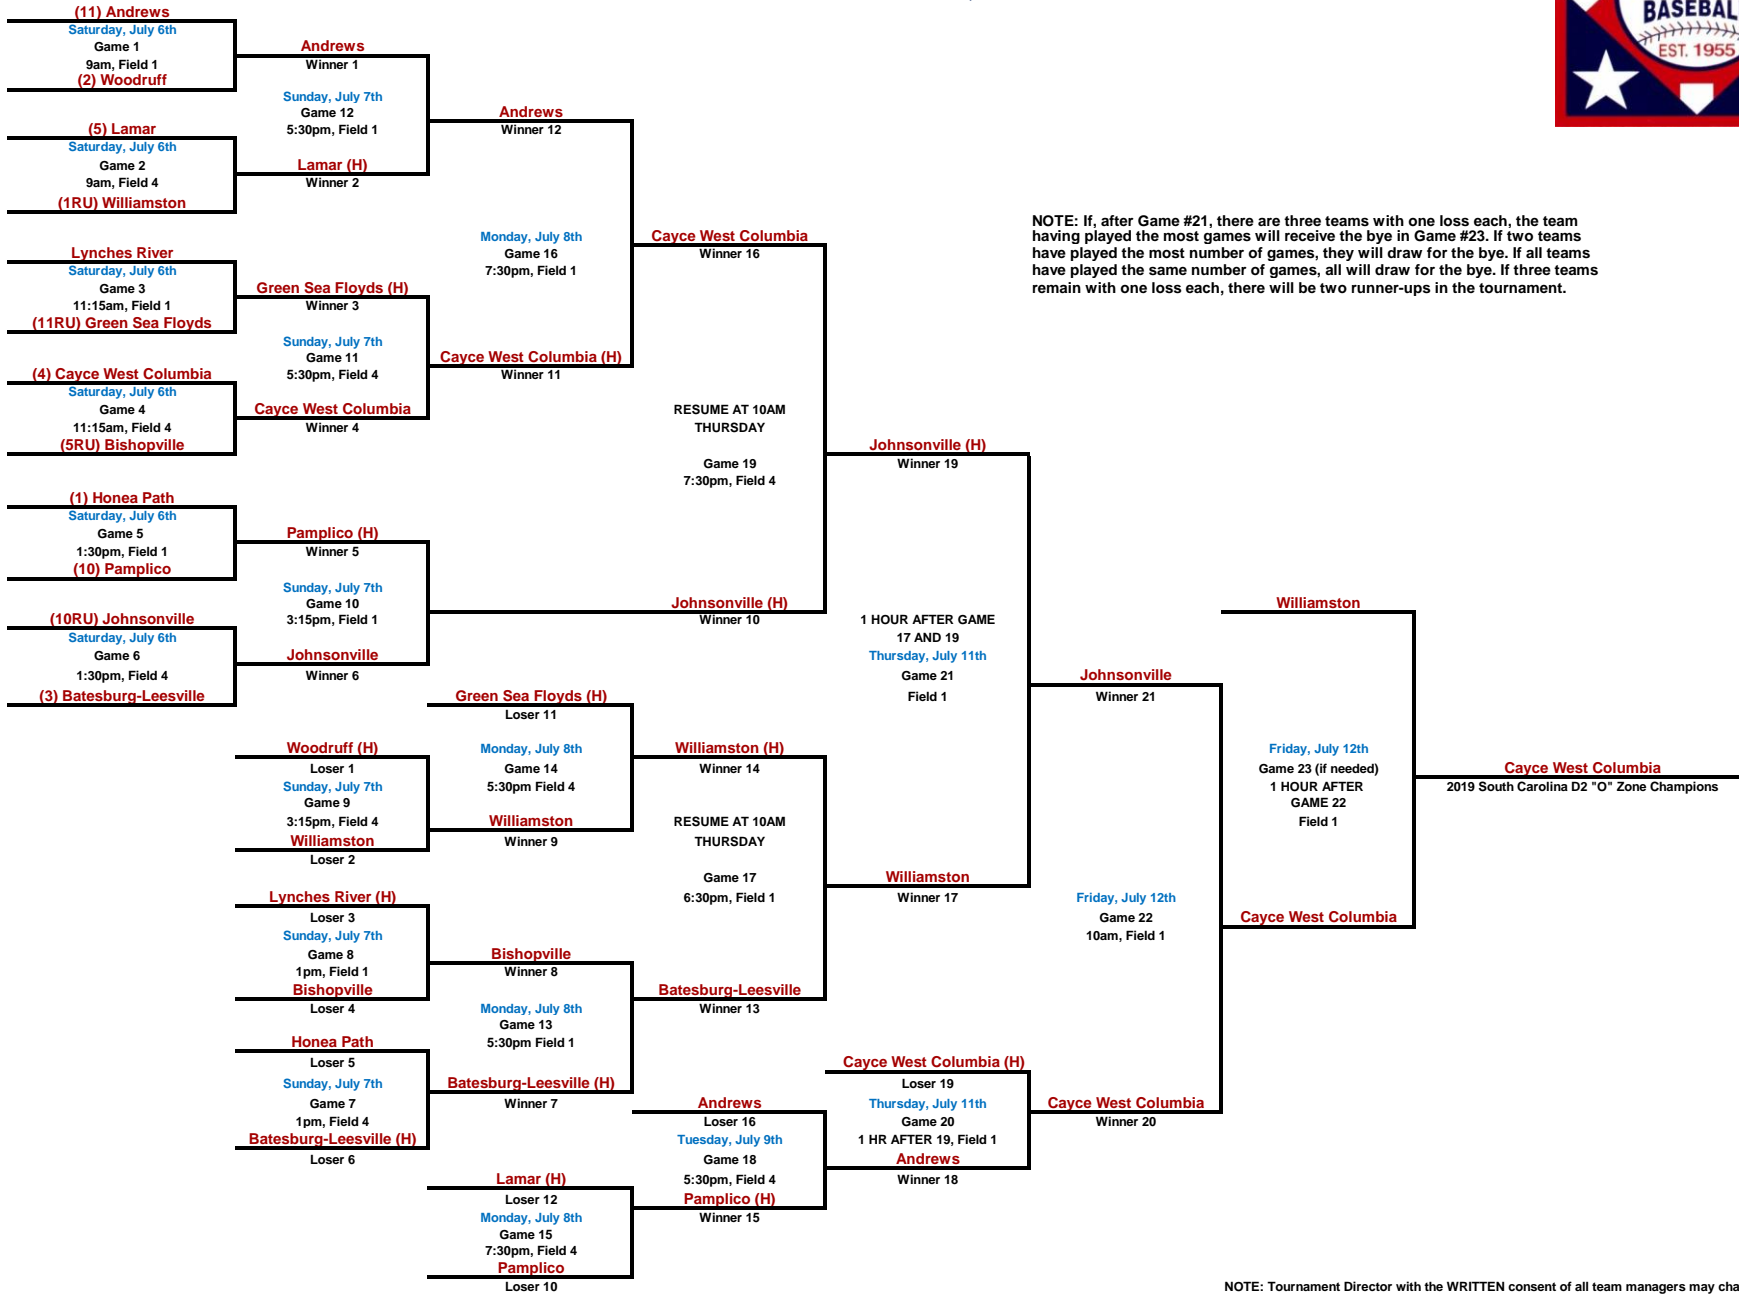 BASEBAL
EST. 1955
(11) Andrews
Saturday, July 6th
Game 1
9am, Field 1
(2) Woodruff
(5) Lamar
Saturday, July 6th
Game 2
9am, Field 4
(1RU) Williamston
Lynches River
Saturday, July 6th
Game 3
11:15am, Field 1
(11RU) Green Sea Floyds
(4) Cayce West Columbia
Saturday, July 6th
Game 4
11:15am, Field 4
(5RU) Bishopville
(1) Honea Path
Saturday, July 6th
Game 5
1:30pm, Field 1
(10) Pamplico
(10RU) Johnsonville
Saturday, July 6th
Game 6
1:30pm, Field 4
(3) Batesburg-Leesville
Andrews
Winner 1
Sunday, July 7th
Game 12
5:30pm, Field 1
Lamar (H)
Winner 2
Green Sea Floyds (H)
Winner 3
Sunday, July 7th
Game 11
5:30pm, Field 4
Cayce West Columbia
Winner 4
Pamplico (H)
Winner 5
Sunday, July 7th
Game 10
3:15pm, Field 1
Johnsonville
Winner 6
Woodruff (H)
Loser 1
Sunday, July 7th
Game 9
3:15pm, Field 4
Williamston
Loser 2
Lynches River (H)
Loser 3
Sunday, July 7th
Game 8
1pm, Field 1
Bishopville
Loser 4
Honea Path
Loser 5
Sunday, July 7th
Game 7
1pm, Field 4
Batesburg-Leesville (H)
Loser 6
Andrews
Winner 12
Monday, July 8th
Game 16
7:30pm, Field 1
Cayce West Columbia (H)
Winner 11
Green Sea Floyds (H)
Loser 11
Monday, July 8th
Game 14
5:30pm Field 4
Williamston
Winner 9
Bishopville
Winner 8
Monday, July 8th
Game 13
5:30pm Field 1
Batesburg-Leesville (H)
Winner 7
Lamar (H)
Loser 12
Monday, July 8th
Game 15
7:30pm, Field 4
Pamplico
Loser 10
Cayce West Columbia
Winner 16
RESUME AT 10AM
THURSDAY
Game 19
7:30pm, Field 4
Johnsonville (H)
Winner 10
Williamston (H)
Winner 14
RESUME AT 10AM
THURSDAY
Game 17
6:30pm, Field 1
Batesburg-Leesville
Winner 13
Andrews
Loser 16
Tuesday, July 9th
Game 18
5:30pm, Field 4
Pamplico (H)
Winner 15
Johnsonville (H)
Winner 19
1 HOUR AFTER GAME
17 AND 19
Thursday, July 11th
Game 21
Field 1
Williamston
Winner 17
Cayce West Columbia (H)
Loser 19
Thursday, July 11th
Game 20
1 HR AFTER 19, Field 1
Andrews
Winner 18
NOTE: If, after Game #21, there are three teams with one loss each, the team
having played the most games will receive the bye in Game #23. If two teams
have played the most number of games, they will draw for the bye. If all teams
have played the same number of games, all will draw for the bye. If three teams
remain with one loss each, there will be two runner-ups in the tournament.
Johnsonville
Winner 21
Friday, July 12th
Game 22
10am, Field 1
Cayce West Columbia
Winner 20
Williamston
Friday, July 12th
Game 23 (if needed)
1 HOUR AFTER
GAME 22
Field 1
Cayce West Columbia
Cayce West Columbia
2019 South Carolina D2 "O" Zone Champions
NOTE: Tournament Director with the WRITTEN consent of all team managers may cha